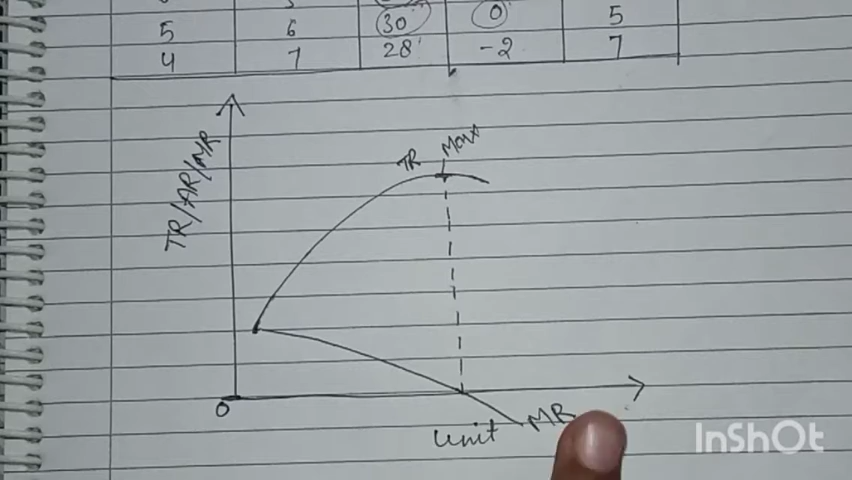 5 6 30 0 5
4 7 28 -2 7
TR/AR/MR
TR
Max
0
unit
MR
InShOt